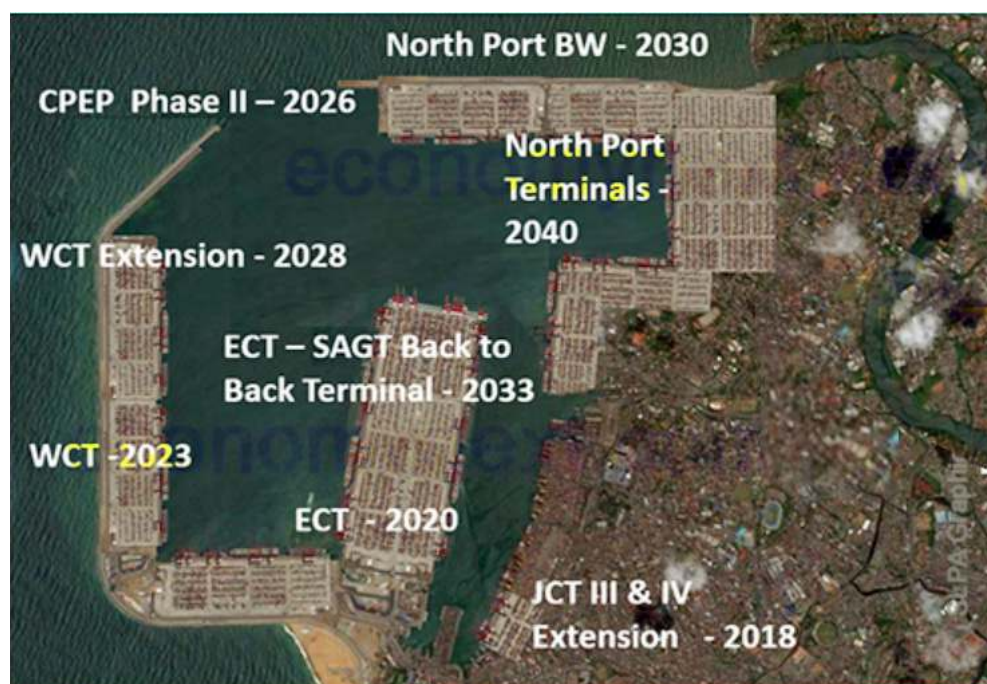 North Port BW - 2030
CPEP Phase II – 2026
North Port
Terminals -
2040
WCT Extension - 2028
ECT – SAGT Back to
Back Terminal - 2033
WCT -2023
ECT - 2020
JCT III & IV
Extension - 2018